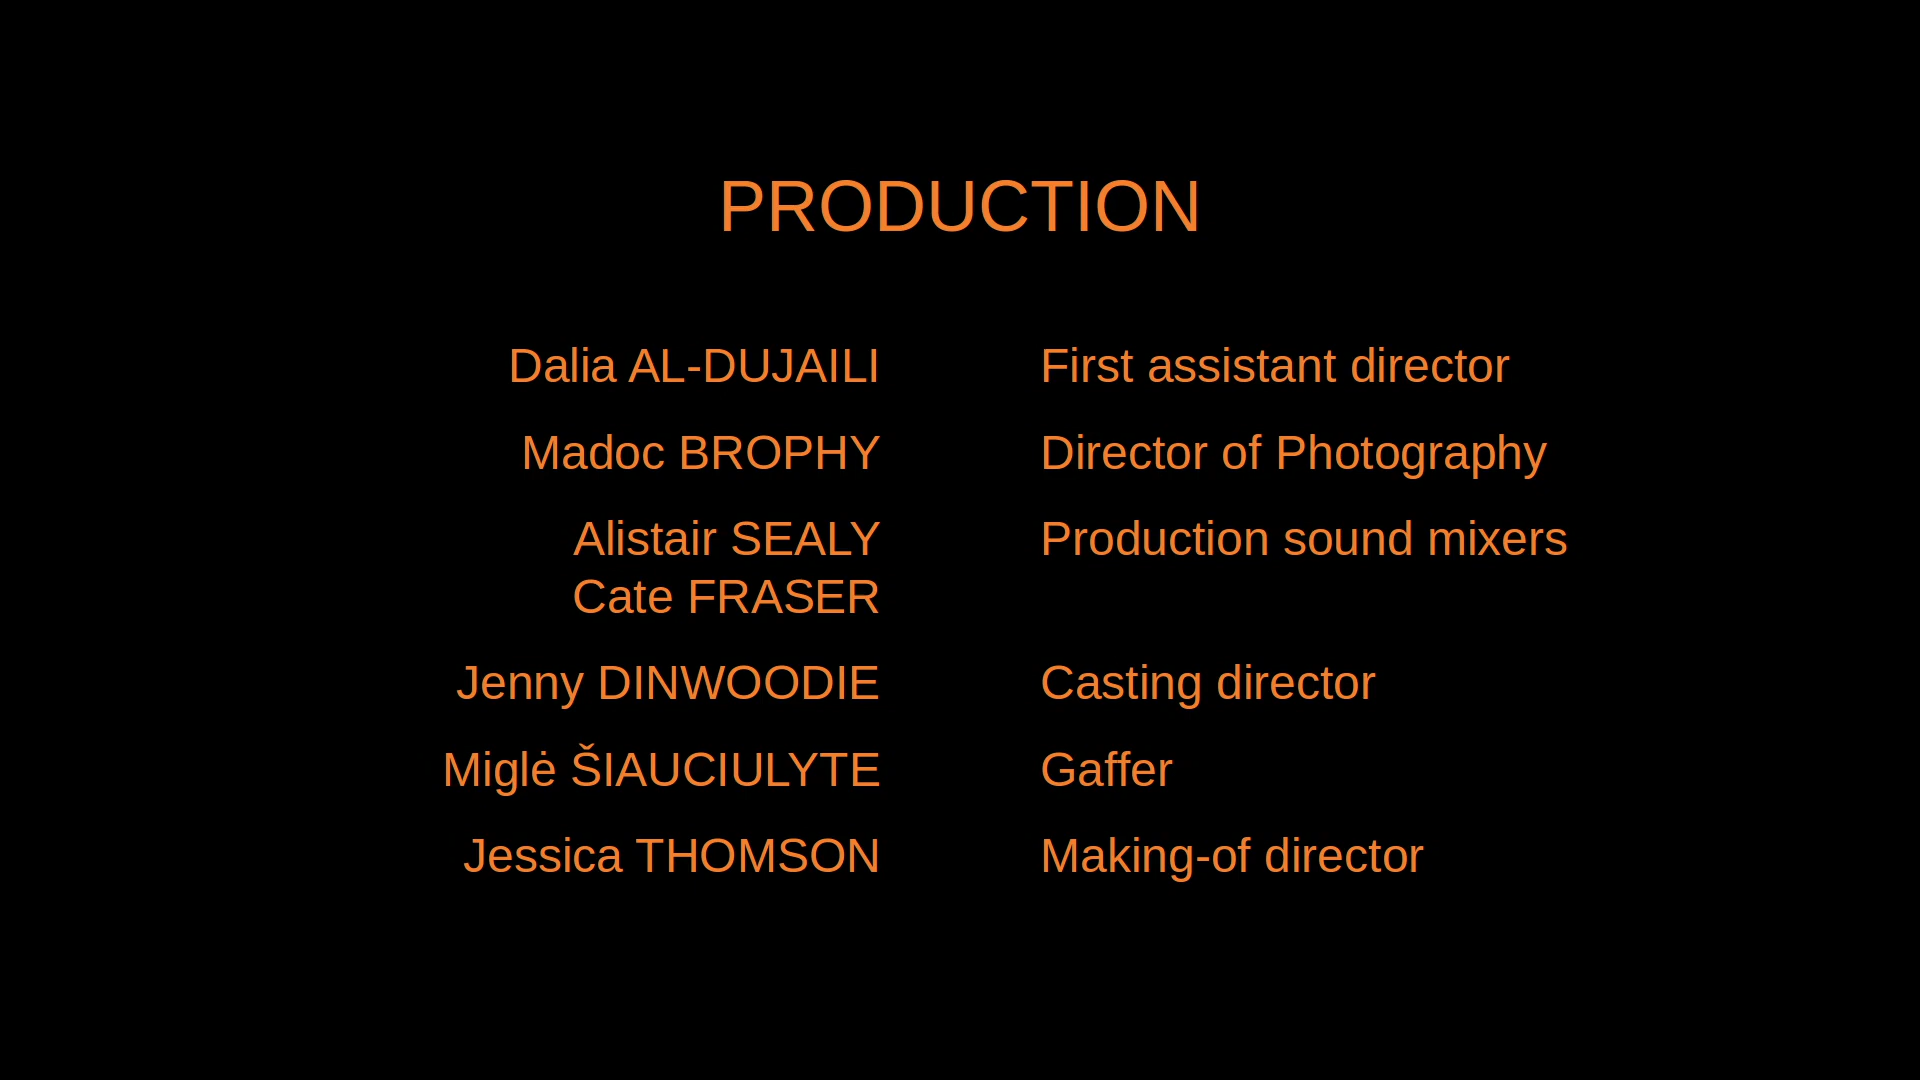 PRODUCTION
Dalia AL-DUJAILI First assistant director
Madoc BROPHY Director of Photography
Alistair SEALY Production sound mixers
Cate FRASER
Jenny DINWOODIE Casting director
Miglė ŠIAUCIULYTE Gaffer
Jessica THOMSON Making-of director